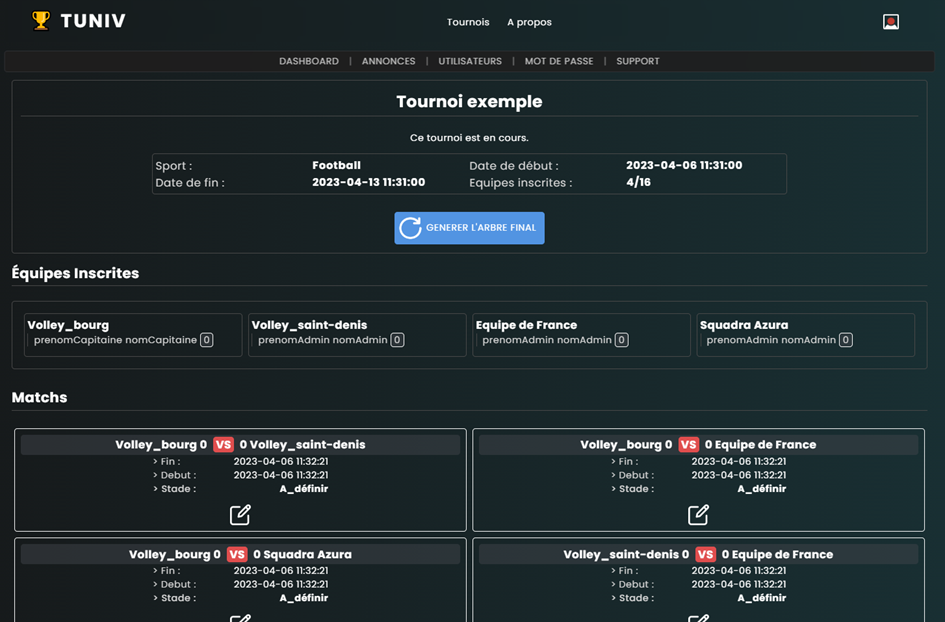 TUNIV
Tournois A propos
DASHBOARD | ANNONCES | UTILISATEURS | MOT DE PASSE | SUPPORT
Tournoi exemple
Ce tournoi est en cours.
Sport : Football Date de début : 2023-04-06 11:31:00
Date de fin : 2023-04-13 11:31:00 Equipes inscrites : 4/16
GENERER L'ARBRE FINAL
Équipes Inscrites
Volley_bourg
prenomCapitaine nomCapitaine 0
Volley_saint-denis
prenomAdmin nomAdmin 0
Equipe de France
prenomAdmin nomAdmin 0
Squadra Azura
prenomAdmin nomAdmin 0
Matchs
Volley_bourg 0 VS 0 Volley_saint-denis
> Fin : 2023-04-06 11:32:21
> Debut : 2023-04-06 11:32:21
> Stade : A_définir
Volley_bourg 0 VS 0 Equipe de France
> Fin : 2023-04-06 11:32:21
> Debut : 2023-04-06 11:32:21
> Stade : A_définir
Volley_bourg 0 VS 0 Squadra Azura
> Fin : 2023-04-06 11:32:21
> Debut : 2023-04-06 11:32:21
> Stade : A_définir
Volley_saint-denis 0 VS 0 Equipe de France
> Fin : 2023-04-06 11:32:21
> Debut : 2023-04-06 11:32:21
> Stade : A_définir